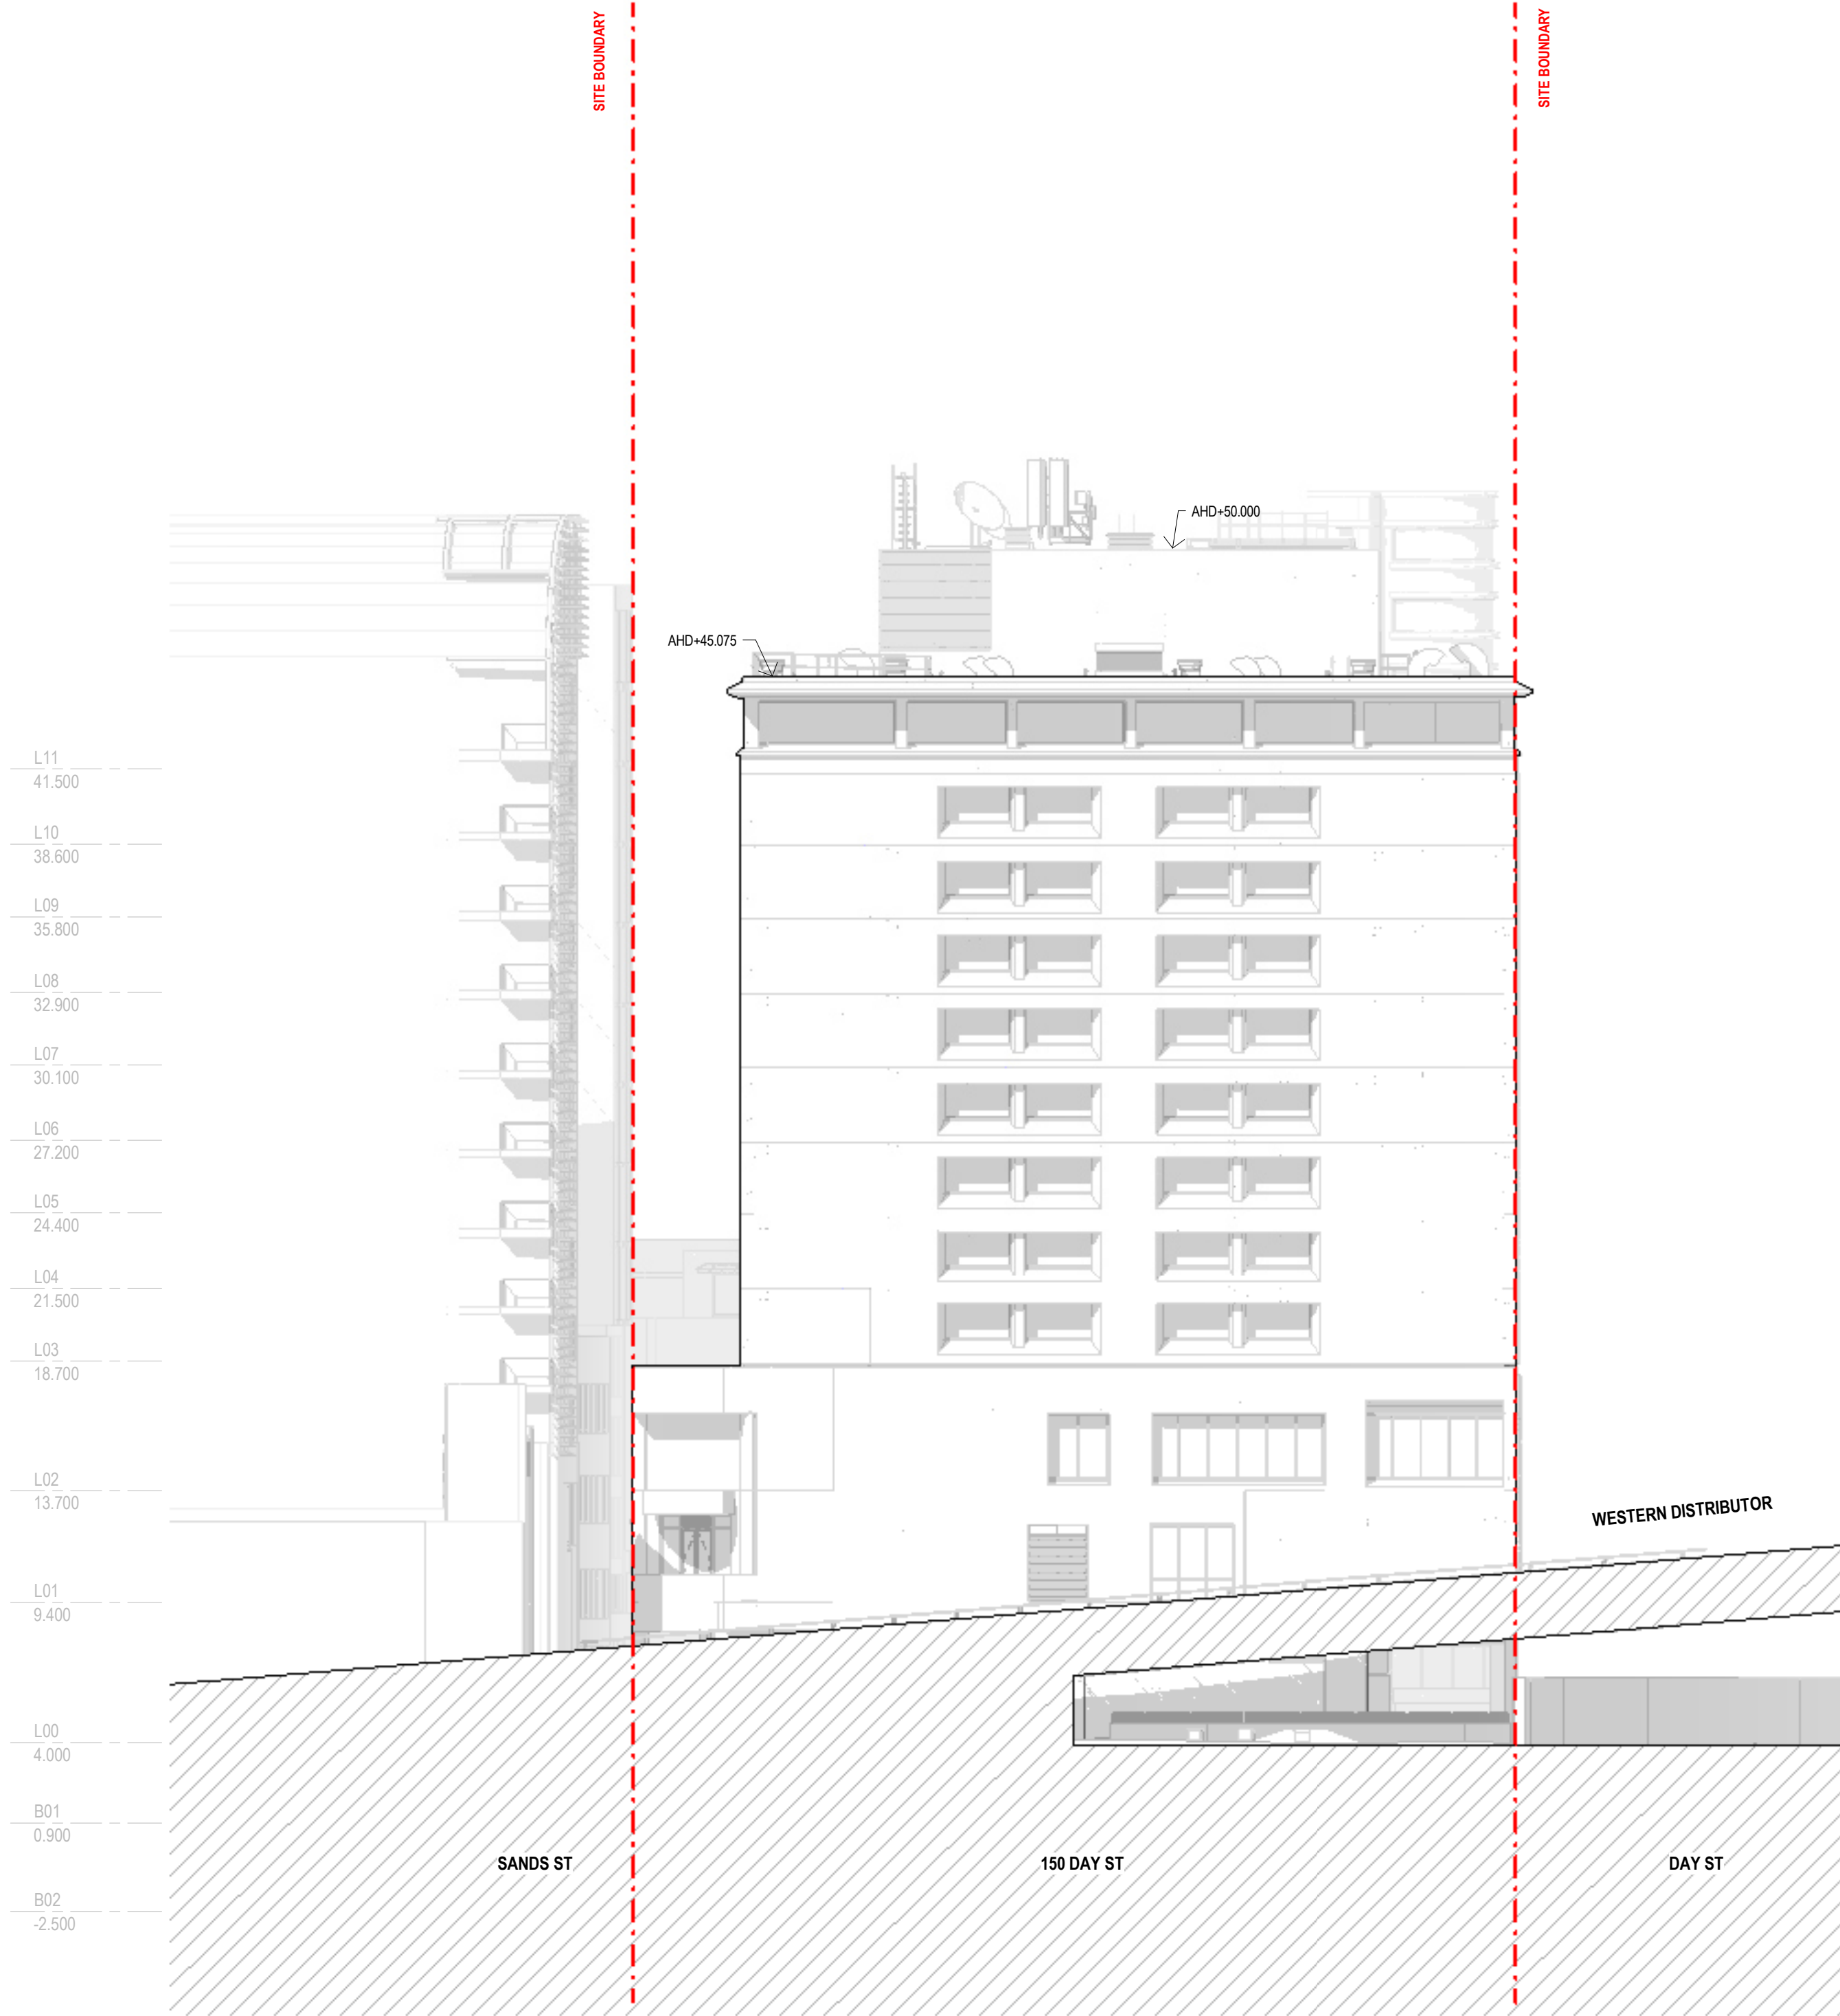 SITE BOUNDARY
SITE BOUNDARY
AHD+50.000
AHD+45.075
L11
41.500
L10
38.600
L09
35.800
L08
32.900
L07
30.100
L06
27.200
L05
24.400
L04
21.500
L03
18.700
L02
13.700
WESTERN DISTRIBUTOR
L01
9.400
L00
4.000
B01
0.900
SANDS ST
150 DAY ST
DAY ST
B02
-2.500